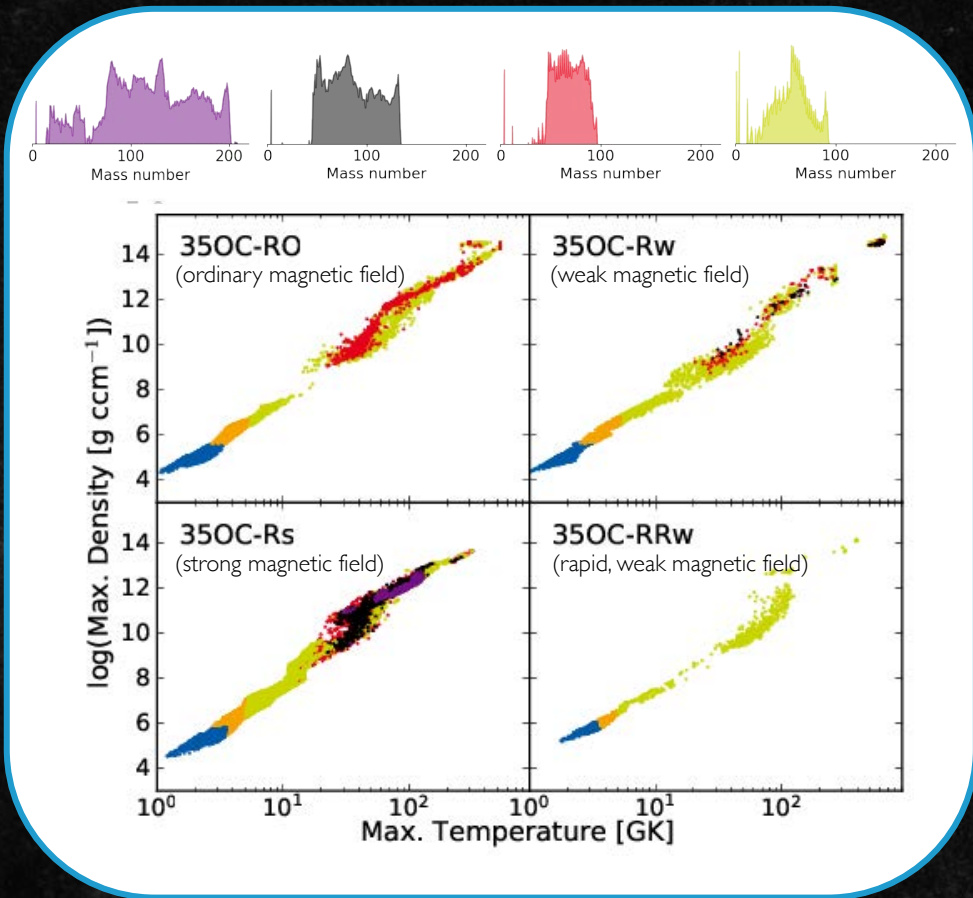 0 100 200 0 100 200 0 100 200 0 100 200
Mass number Mass number Mass number Mass number
35OC-RO 35OC-Rw
(ordinary magnetic field) (weak magnetic field)
14
12
10
8
6
4
35OC-Rs 35OC-RRw
(strong magnetic field) (rapid, weak magnetic field)
14
12
10
8
6
4
log(Max. Density [g ccm⁻¹])
10⁰ 10¹ 10² 10⁰ 10¹ 10²
Max. Temperature [GK]